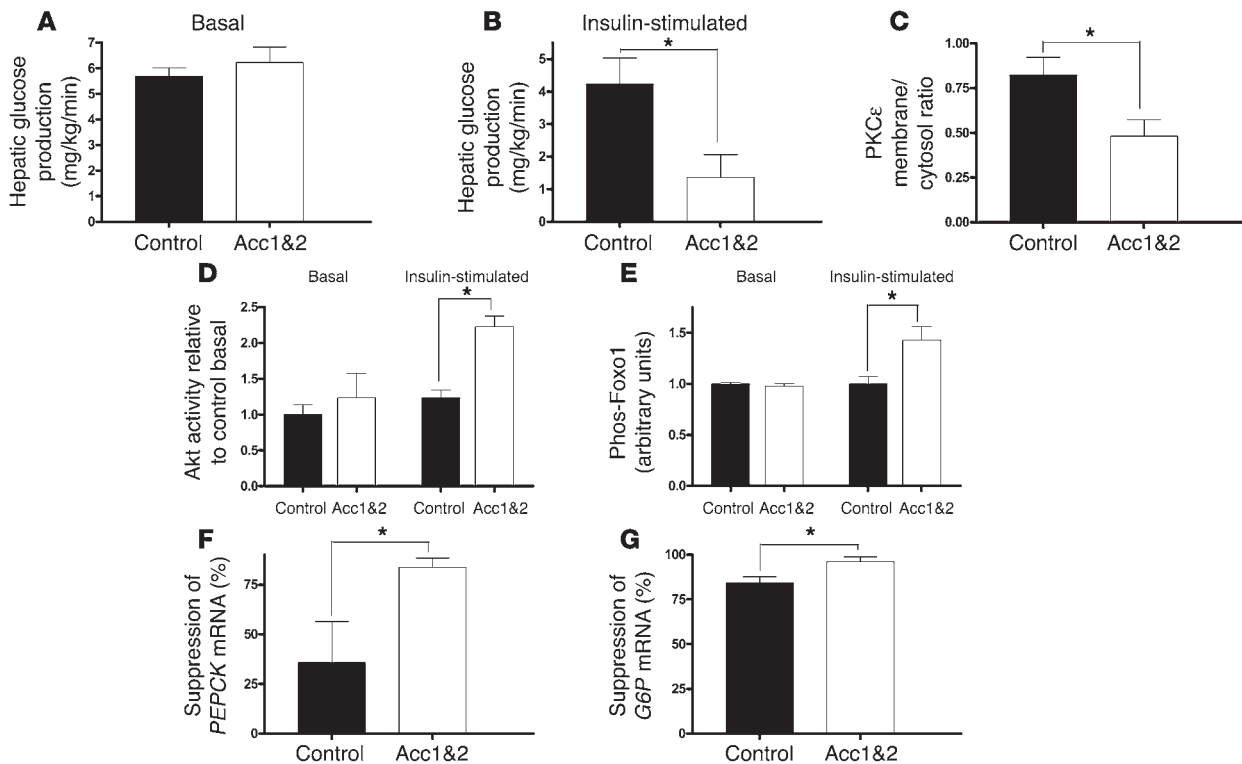 A
Basal
Hepatic glucose
production
(mg/kg/min)
7
6
5
4
3
2
1
0
Control
Acc1&2
B
Insulin-stimulated
Hepatic glucose
production
(mg/kg/min)
5
4
3
2
1
0
*
Control
Acc1&2
C
PKCε
membrane/
cytosol ratio
1.00
0.75
0.50
0.25
0.00
*
Control
Acc1&2
D
Basal
Insulin-stimulated
Akt activity relative
to control basal
2.5
2.0
1.5
1.0
0.5
0.0
*
Control Acc1&2
Control Acc1&2
E
Basal
Insulin-stimulated
Phos-Foxo1
(arbitrary units)
1.5
1.0
0.5
0.0
*
Control Acc1&2
Control Acc1&2
F
Suppression of
PEPCK mRNA (%)
75
50
25
0
*
Control
Acc1&2
G
Suppression of
G6P mRNA (%)
100
75
50
25
0
*
Control
Acc1&2